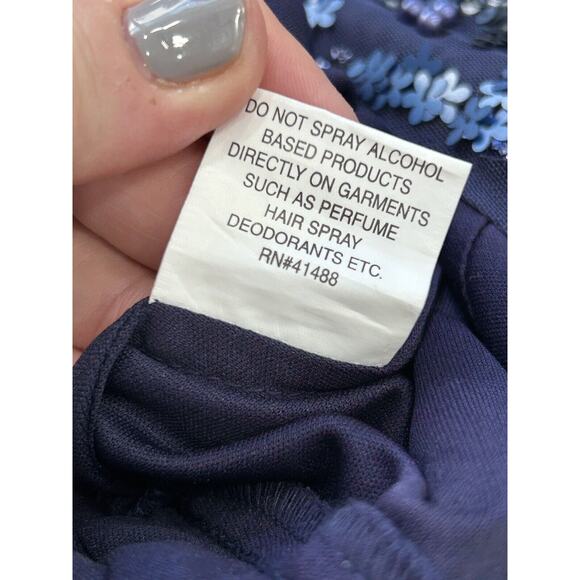 DO NOT SPRAY ALCOHOL
BASED PRODUCTS
DIRECTLY ON GARMENTS
SUCH AS PERFUME
HAIR SPRAY
DEODORANTS ETC.
RN#41488